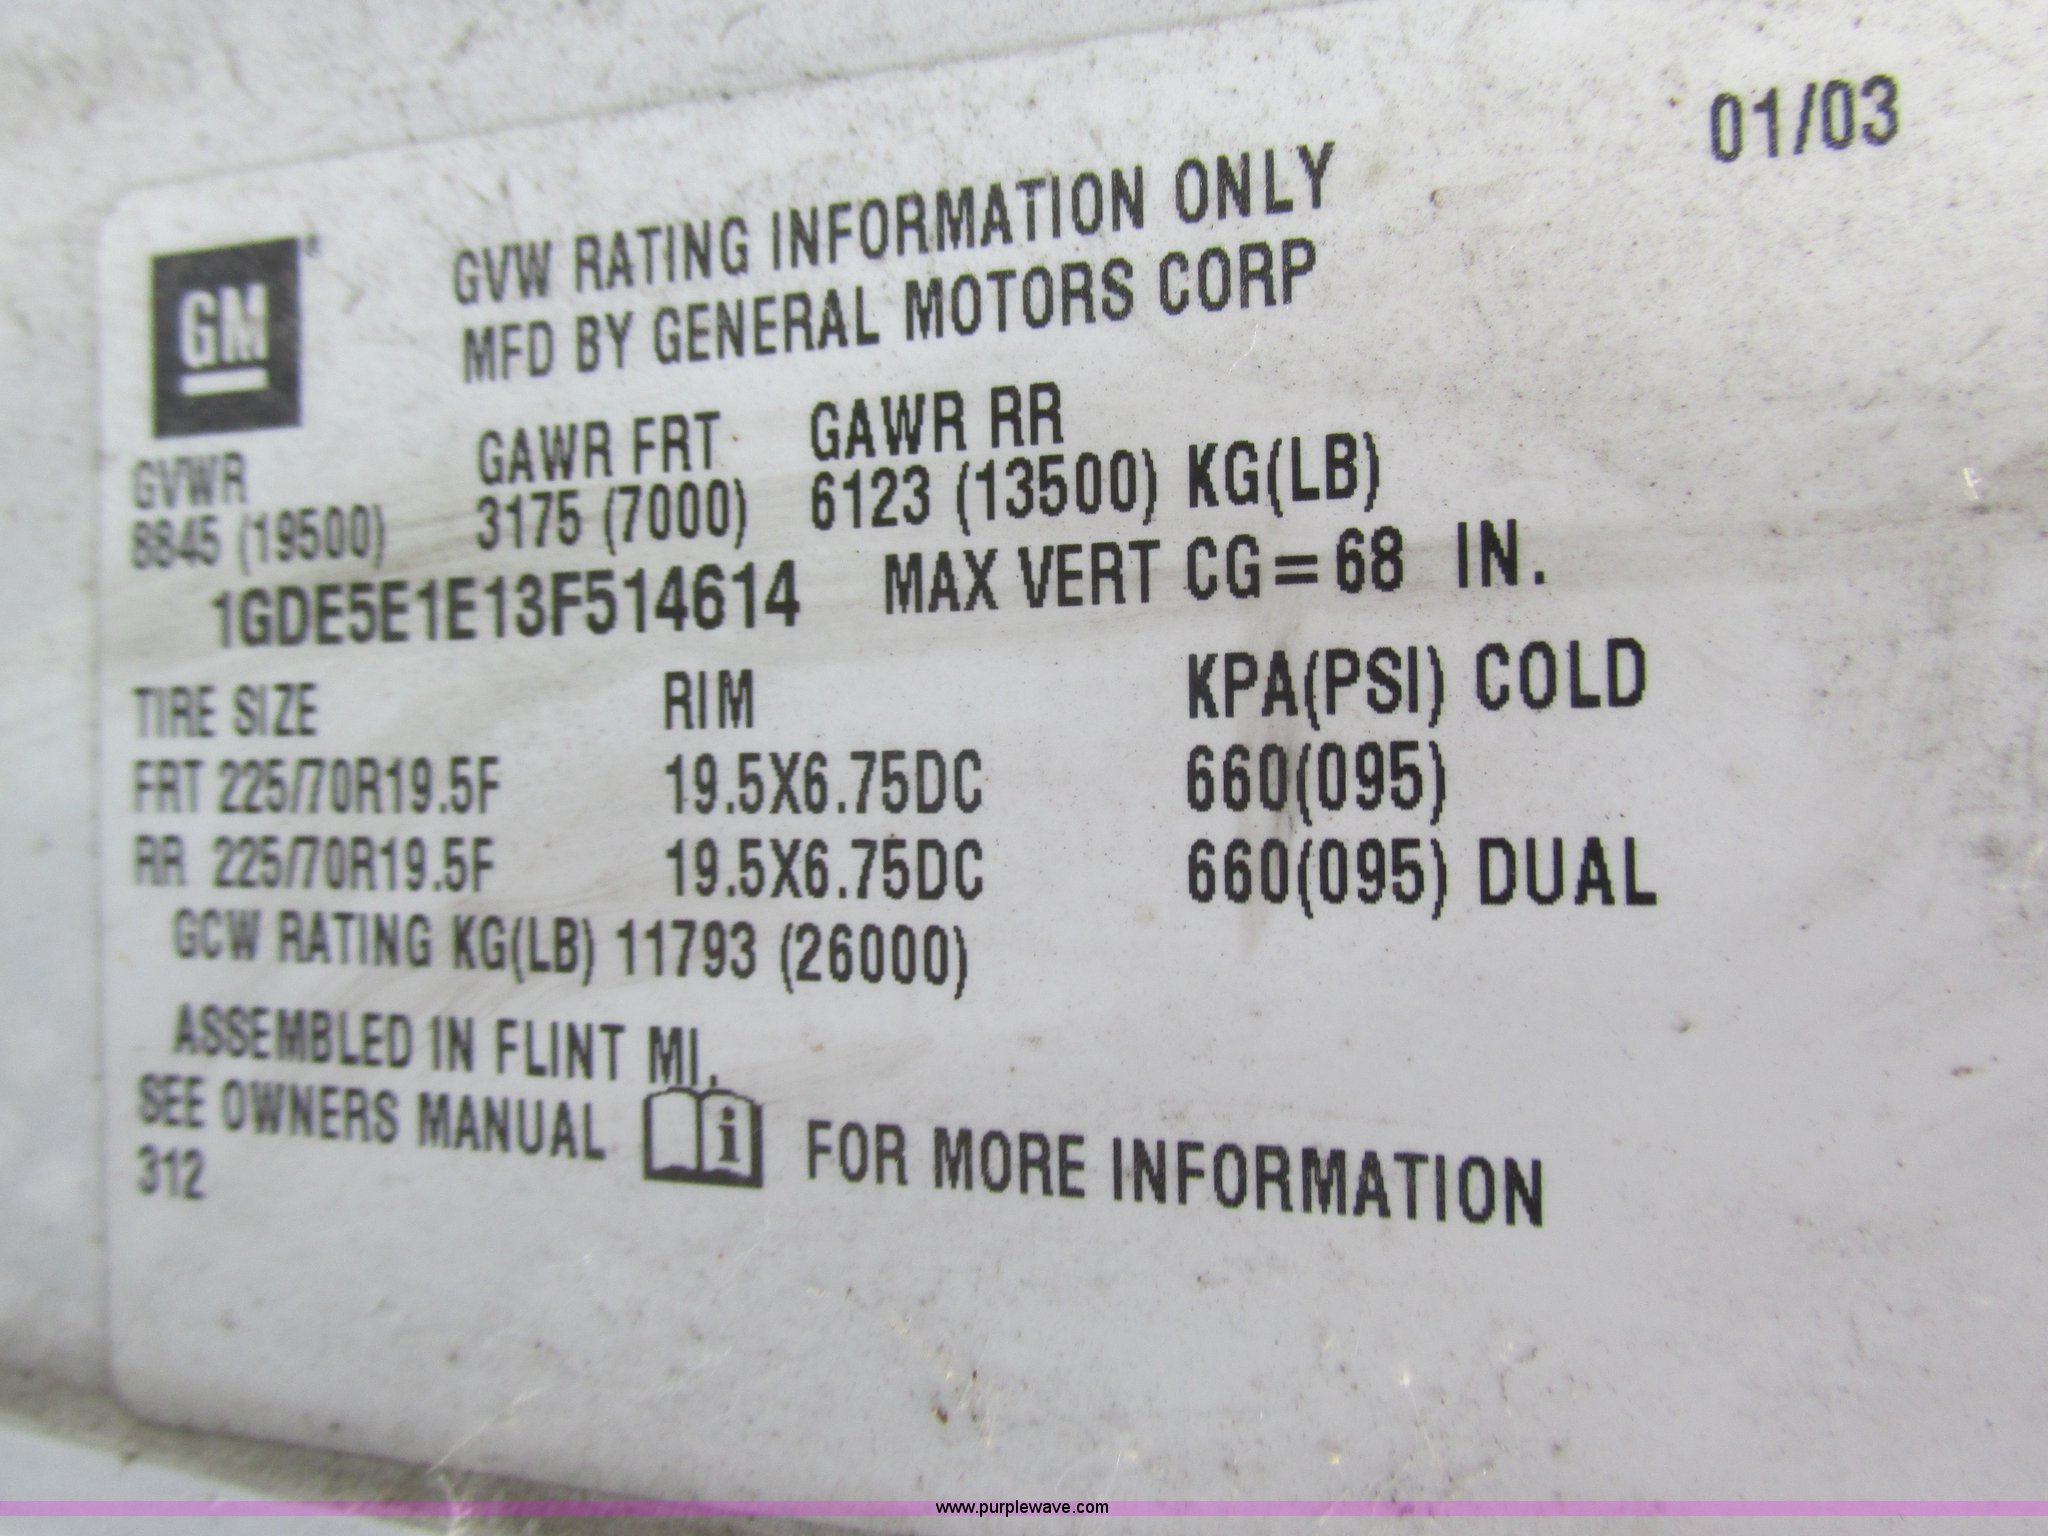 01/03
GM
GVW RATING INFORMATION ONLY
MFD BY GENERAL MOTORS CORP
GVWR GAWR FRT GAWR RR
8845 (19500) 3175 (7000) 6123 (13500) KG(LB)
1GDE5E1E13F514614 MAX VERT CG=68 IN.
TIRE SIZE RIM KPA(PSI) COLD
FRT 225/70R19.5F 19.5X6.75DC 660(095)
RR 225/70R19.5F 19.5X6.75DC 660(095) DUAL
GCW RATING KG(LB) 11793 (26000)
ASSEMBLED IN FLINT MI.
SEE OWNERS MANUAL i FOR MORE INFORMATION
312
www.purplewave.com